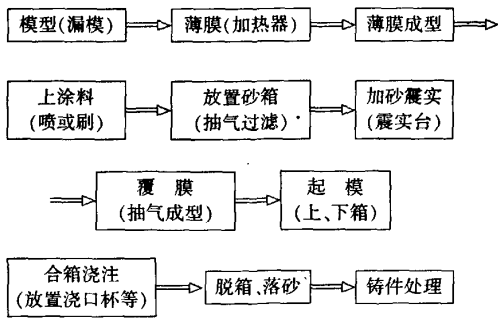 模型(漏模)
薄膜(加热器)
薄膜成型
上涂料
(喷或刷)
放置砂箱
(抽气过滤)
加砂震实
(震实台)
覆 膜
(抽气成型)
起 模
(上、下箱)
合箱浇注
(放置浇口杯等)
脱箱、落砂
铸件处理